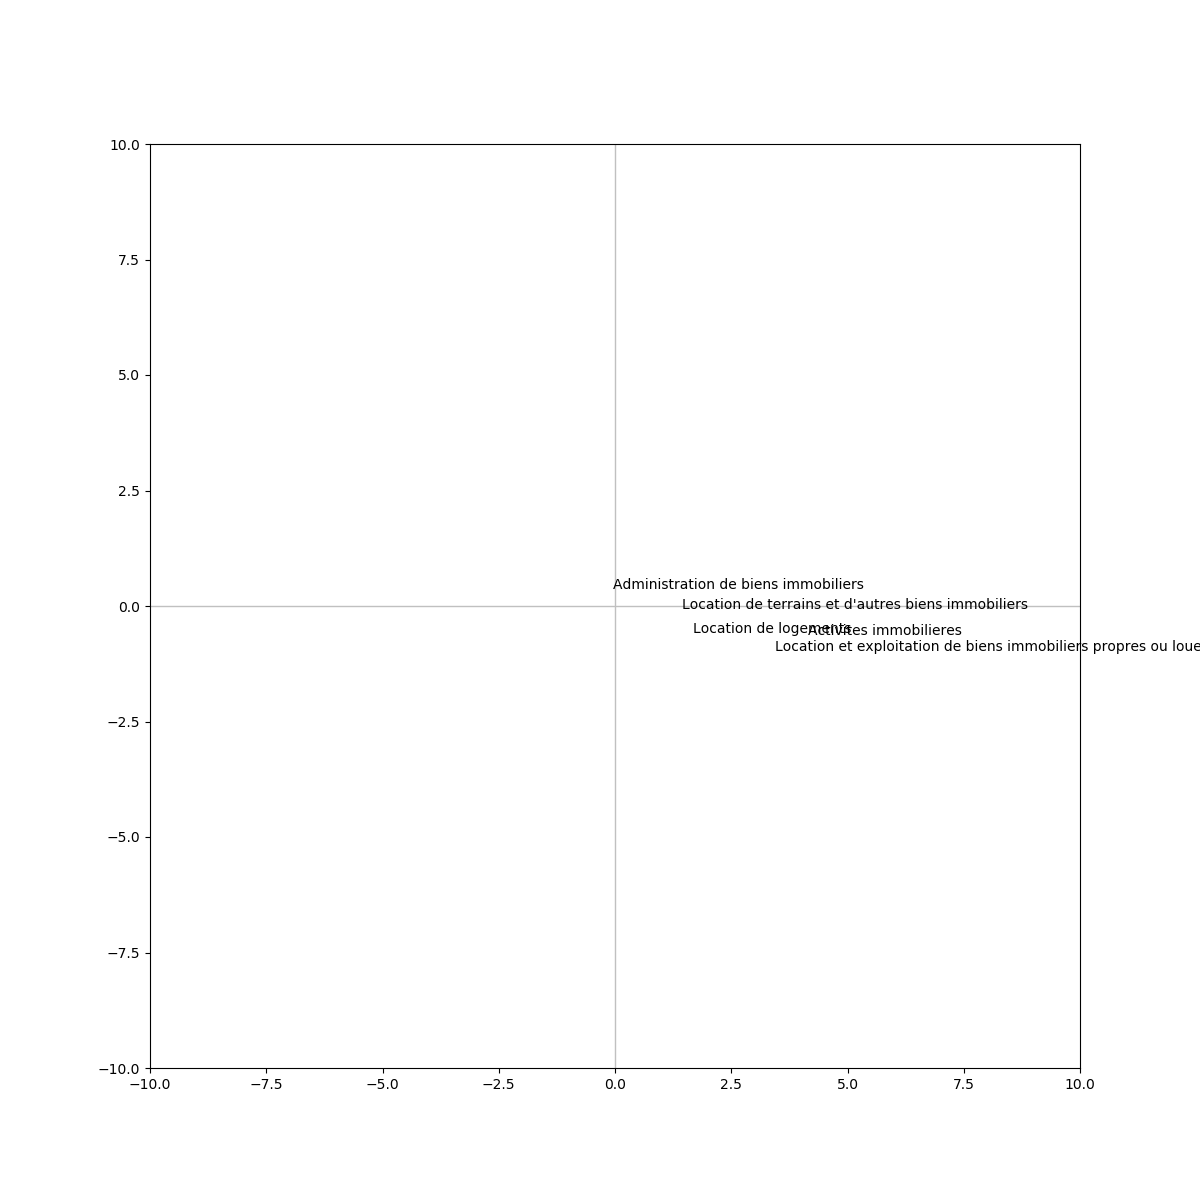 10.0
7.5
5.0
2.5
Administration de biens immobiliers
0.0
Location de terrains et d'autres biens immobiliers
Location de logements
Activites immobilieres
Location et exploitation de biens immobiliers propres ou loue
−2.5
−5.0
−7.5
−10.0
−10.0 −7.5 −5.0 −2.5 0.0 2.5 5.0 7.5 10.0